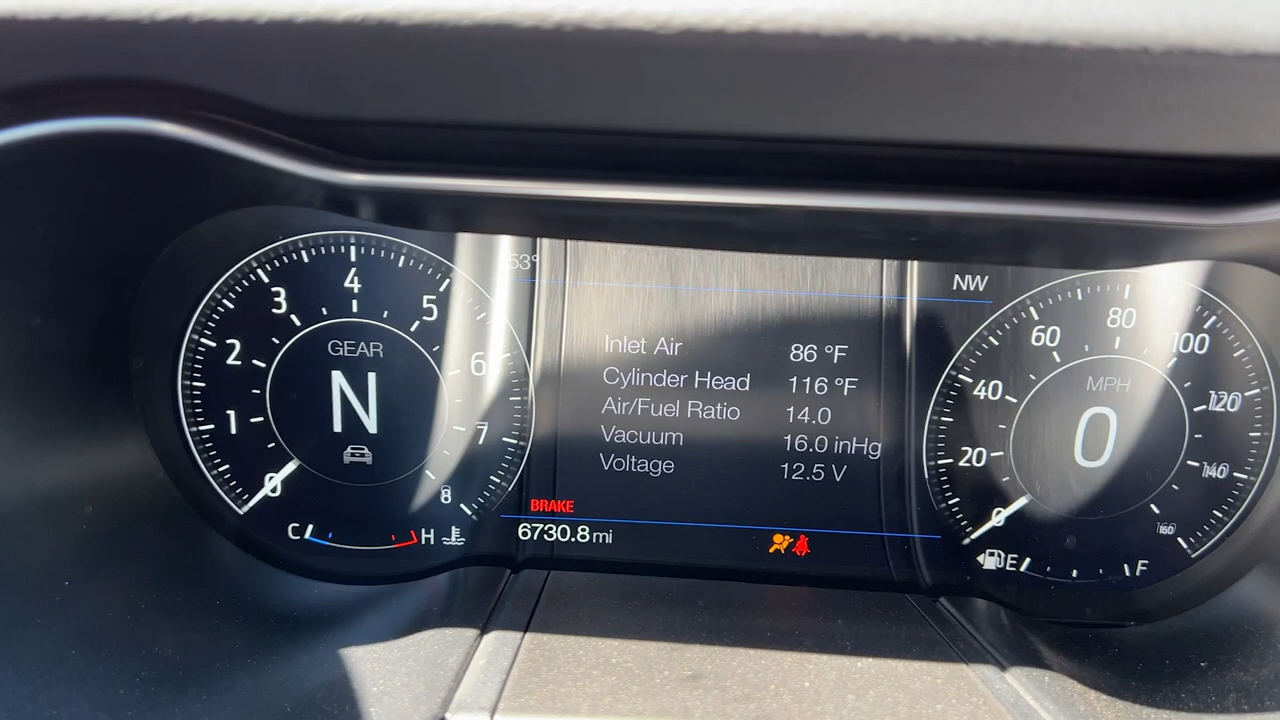 53°
NW
0
1
2
3
4
5
6
7
8
GEAR
N
C
H
Inlet Air 86 °F
Cylinder Head 116 °F
Air/Fuel Ratio 14.0
Vacuum 16.0 inHg
Voltage 12.5 V
BRAKE
6730.8 mi
0
20
40
60
80
100
120
140
160
MPH
0
E
F